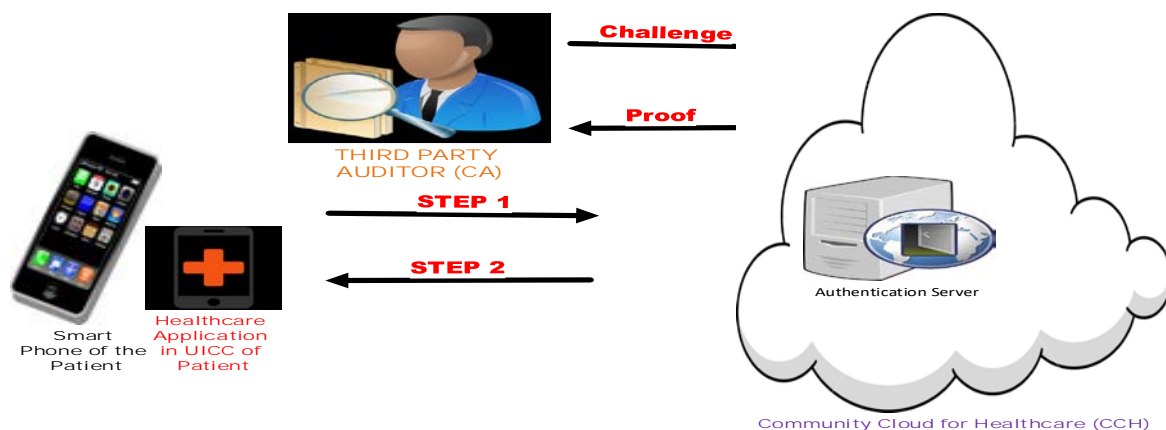 Challenge
Proof
THIRD PARTY
AUDITOR (CA)
STEP 1
STEP 2
Smart
Phone of the
Patient
Healthcare
Application
in UICC of
Patient
Authentication Server
Community Cloud for Healthcare (CCH)